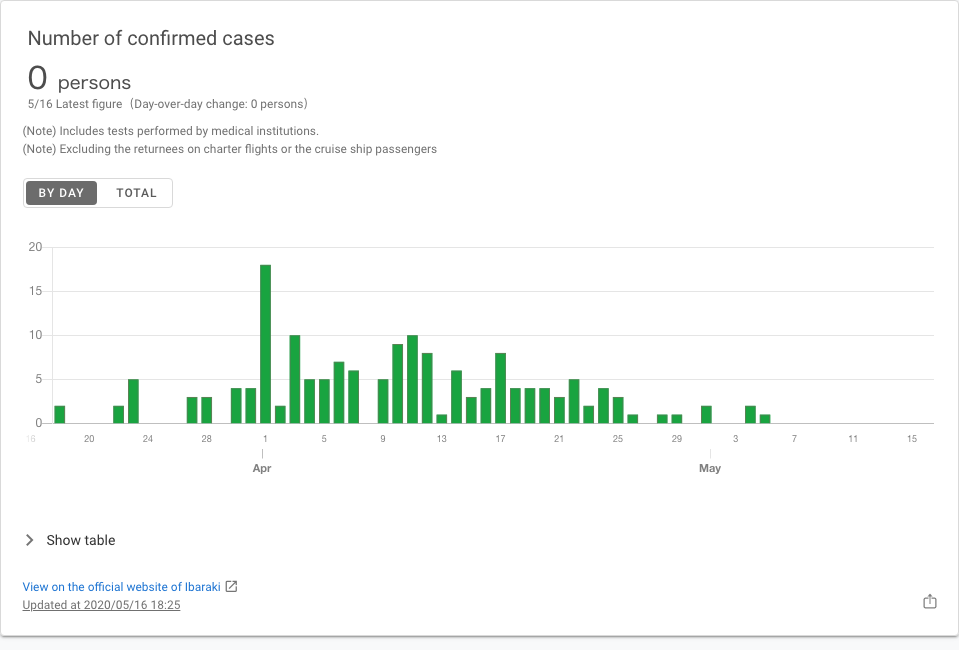 Number of confirmed cases
0 persons
5/16 Latest figure（Day-over-day change: 0 persons）
(Note) Includes tests performed by medical institutions.
(Note) Excluding the returnees on charter flights or the cruise ship passengers
BY DAY TOTAL
20
15
10
5
0
16 20 24 28 1 5 9 13 17 21 25 29 3 7 11 15
Apr May
Show table
View on the official website of Ibaraki
Updated at 2020/05/16 18:25